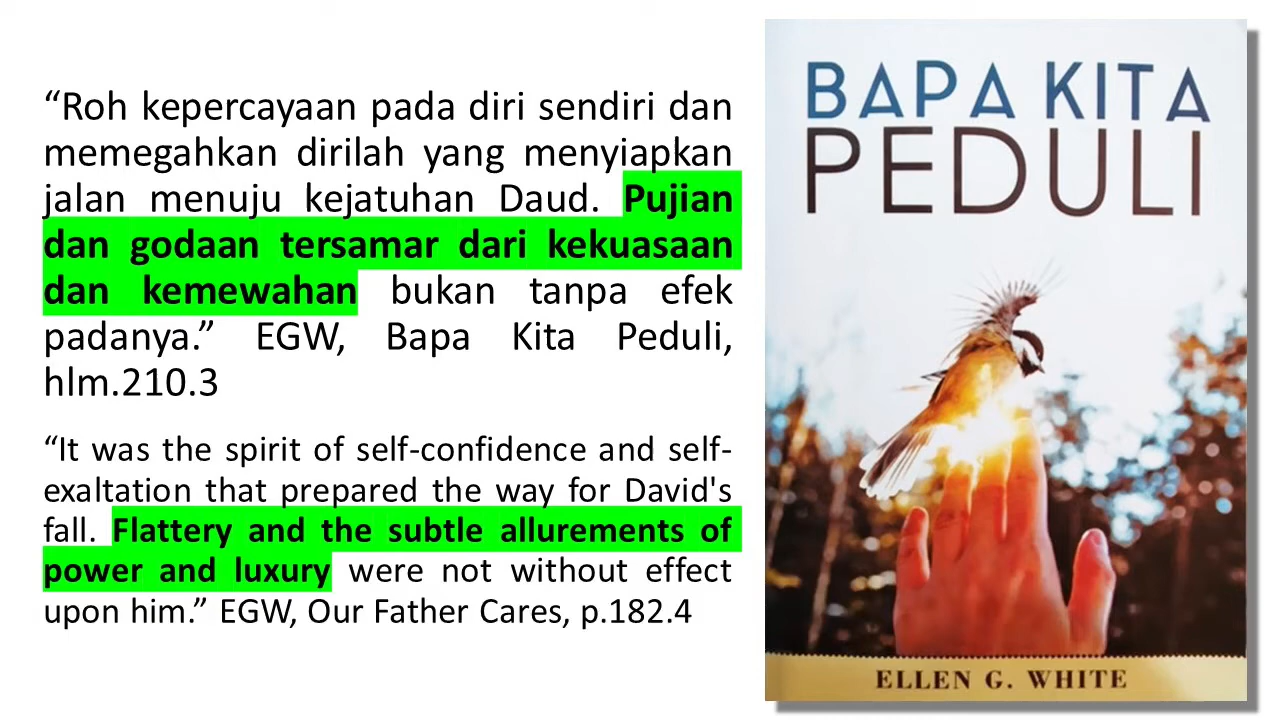 “Roh kepercayaan pada diri sendiri dan
memegahkan dirilah yang menyiapkan
jalan menuju kejatuhan Daud. Pujian
dan godaan tersamar dari kekuasaan
dan kemewahan bukan tanpa efek
padanya.” EGW, Bapa Kita Peduli,
hlm.210.3
“It was the spirit of self-confidence and self-
exaltation that prepared the way for David's
fall. Flattery and the subtle allurements of
power and luxury were not without effect
upon him.” EGW, Our Father Cares, p.182.4
BAPA KITA
PEDULI
ELLEN G. WHITE